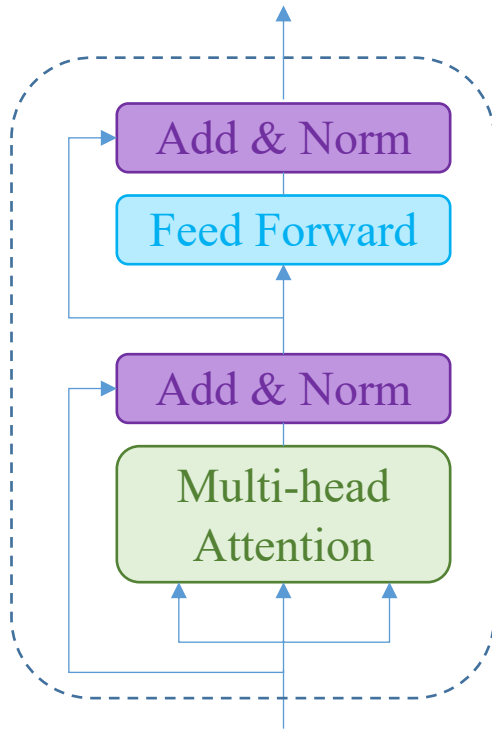 Add & Norm
Feed Forward
Add & Norm
Multi-head
Attention